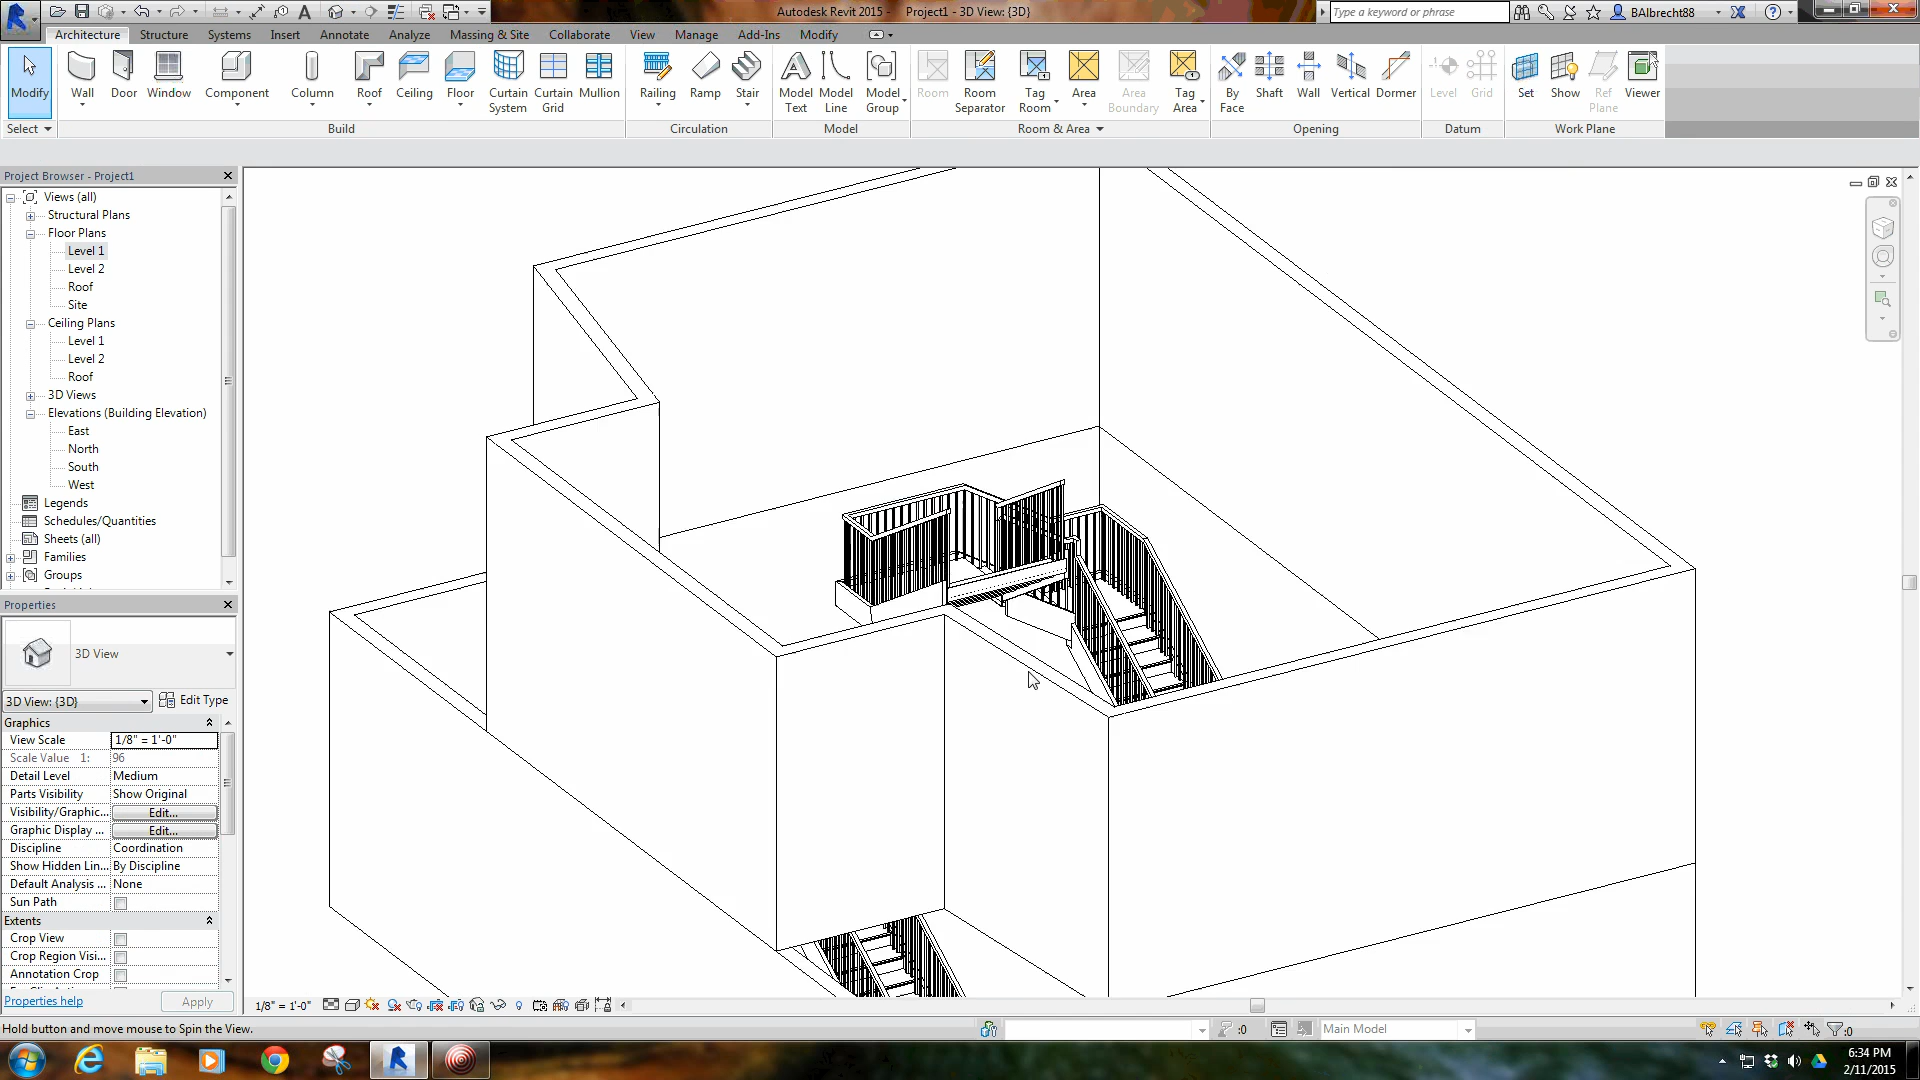 Autodesk Revit 2015 - Project1 - 3D View: {3D}
Type a keyword or phrase
BAlbrecht88
Architecture Structure Systems Insert Annotate Analyze Massing & Site Collaborate View Manage Add-Ins Modify
Modify Wall Door Window Component Column Roof Ceiling Floor Curtain System Curtain Grid Mullion Railing Ramp Stair Model Text Model Line Model Group Room Room Separator Tag Room Area Area Boundary Tag Area By Face Shaft Wall Vertical Dormer Level Grid Set Show Ref Plane Viewer
Select Build Circulation Model Room & Area Opening Datum Work Plane
Project Browser - Project1
Views (all)
Structural Plans
Floor Plans
Level 1
Level 2
Roof
Site
Ceiling Plans
Level 1
Level 2
Roof
3D Views
Elevations (Building Elevation)
East
North
South
West
Legends
Schedules/Quantities
Sheets (all)
Families
Groups
Properties
3D View
3D View: {3D} Edit Type
Graphics
View Scale 1/8" = 1'-0"
Scale Value 1: 96
Detail Level Medium
Parts Visibility Show Original
Visibility/Graphic... Edit...
Graphic Display ... Edit...
Discipline Coordination
Show Hidden Lin... By Discipline
Default Analysis ... None
Sun Path
Extents
Crop View
Crop Region Visi...
Annotation Crop
Properties help Apply
1/8" = 1'-0"
Hold button and move mouse to Spin the View.
:0
Main Model
:0
6:34 PM
2/11/2015